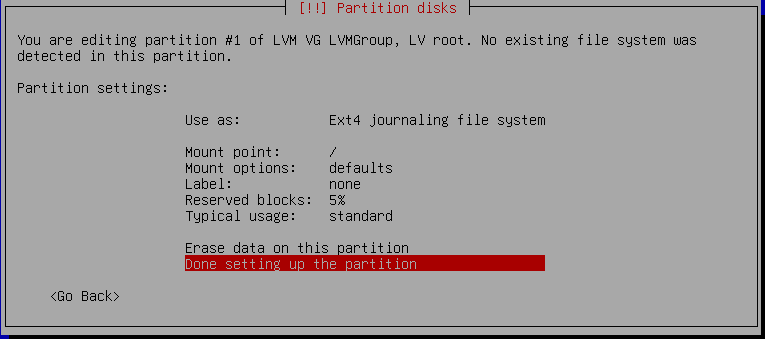 [!!] Partition disks
You are editing partition #1 of LVM VG LVMGroup, LV root. No existing file system was
detected in this partition.
Partition settings:
Use as: Ext4 journaling file system
Mount point: /
Mount options: defaults
Label: none
Reserved blocks: 5%
Typical usage: standard
Erase data on this partition
Done setting up the partition
<Go Back>